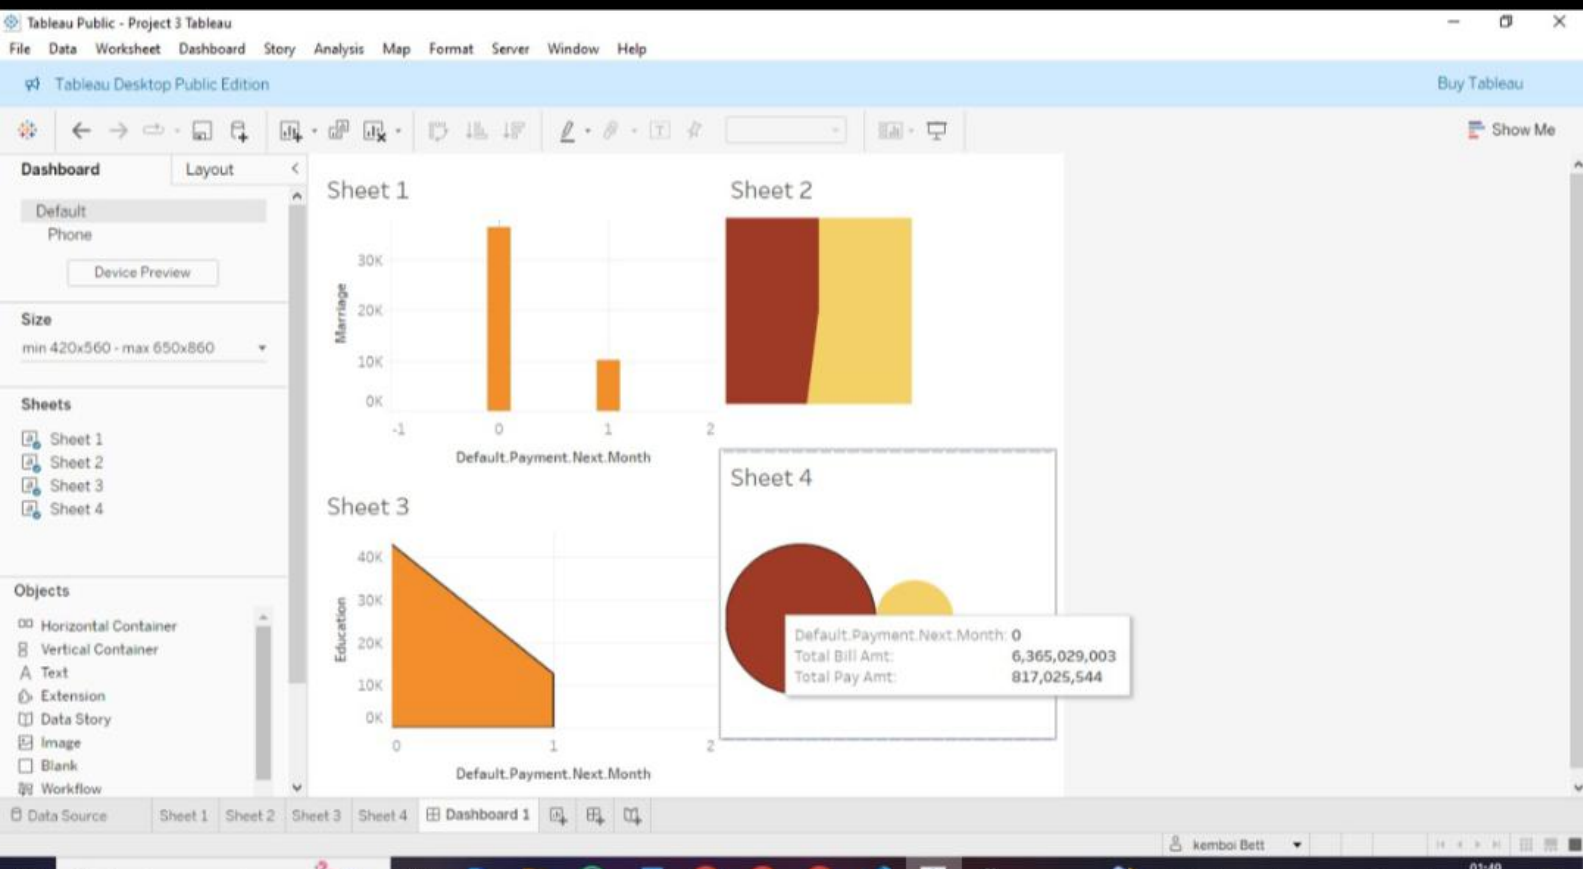 Tableau Public - Project 3 Tableau
File Data Worksheet Dashboard Story Analysis Map Format Server Window Help
Tableau Desktop Public Edition
Buy Tableau
Show Me
Dashboard
Layout
Default
Phone
Device Preview
Size
min 420x560 - max 650x860
Sheets
Sheet 1
Sheet 2
Sheet 3
Sheet 4
Objects
Horizontal Container
Vertical Container
Text
Extension
Data Story
Image
Blank
Workflow
Sheet 1
Marriage
30K
20K
10K
0K
-1 0 1 2
Default.Payment.Next.Month
Sheet 2
Sheet 3
Education
40K
30K
20K
10K
0K
0 1 2
Default.Payment.Next.Month
Sheet 4
Default.Payment.Next.Month: 0
Total Bill Amt: 6,365,029,003
Total Pay Amt: 817,025,544
Data Source Sheet 1 Sheet 2 Sheet 3 Sheet 4 Dashboard 1
kemboi Bett
01:49